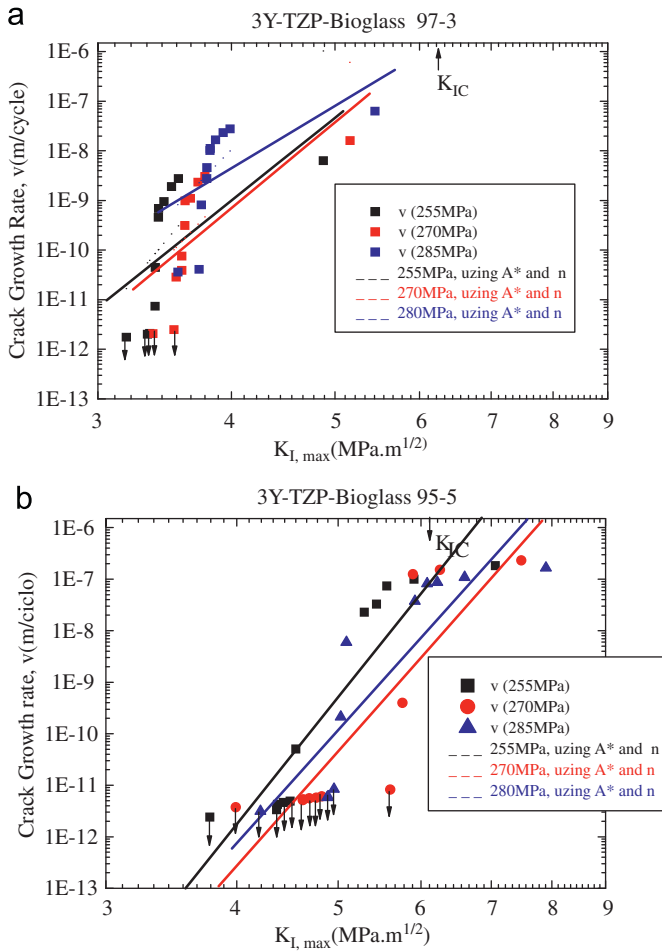 a
3Y-TZP-Bioglass 97-3
1E-6
1E-7
1E-8
1E-9
1E-10
1E-11
1E-12
1E-13
Crack Growth Rate, v(m/cycle)
K_IC
v (255MPa)
v (270MPa)
v (285MPa)
255MPa, uzing A* and n
270MPa, uzing A* and n
280MPa, uzing A* and n
3 4 5 6 7 8 9
K_I, max(MPa.m^1/2)
b
3Y-TZP-Bioglass 95-5
1E-6
1E-7
1E-8
1E-9
1E-10
1E-11
1E-12
1E-13
Crack Growth rate, v(m/ciclo)
K_IC
v (255MPa)
v (270MPa)
v (285MPa)
255MPa, uzing A* and n
270MPa, uzing A* and n
280MPa, uzing A* and n
3 4 5 6 7 8 9
K_I, max(MPa.m^1/2)